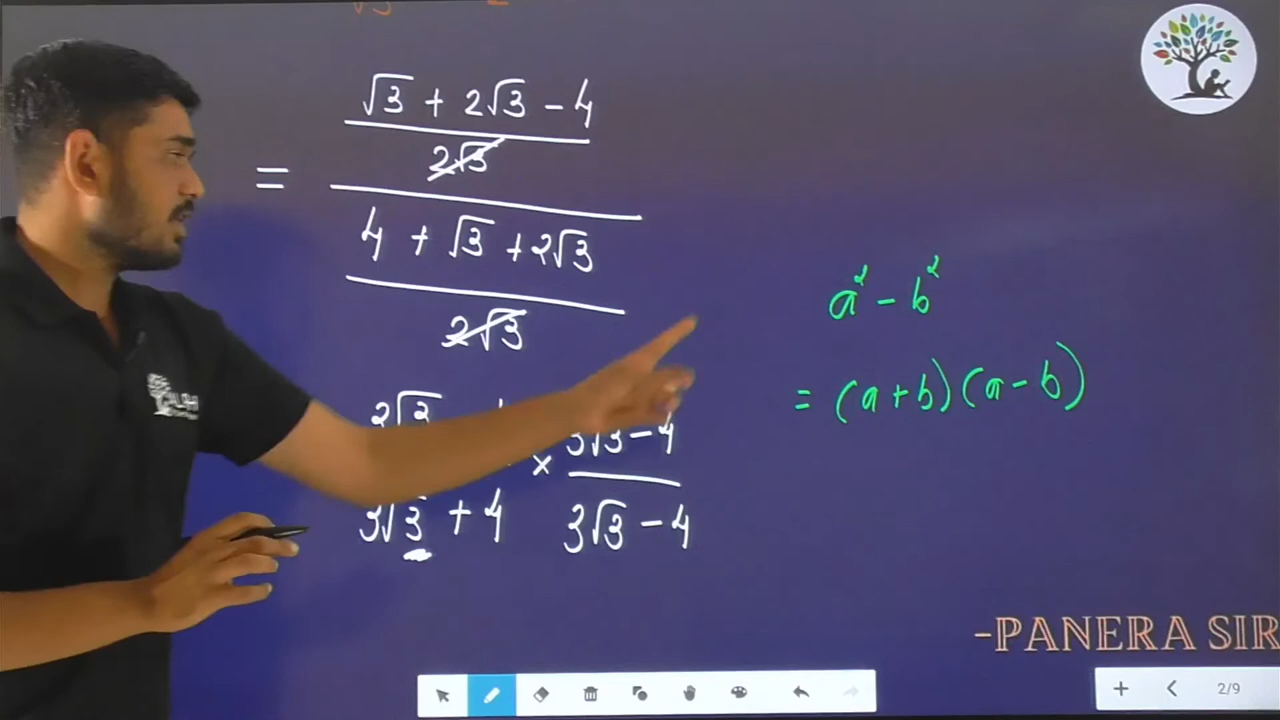 √3 + 2√3 - 4
2√3
=
4 + √3 + 2√3
2√3
× 3√3 - 4
3√3 + 4 3√3 - 4
a² - b²
= (a+b)(a-b)
-PANERA SIR
2/9